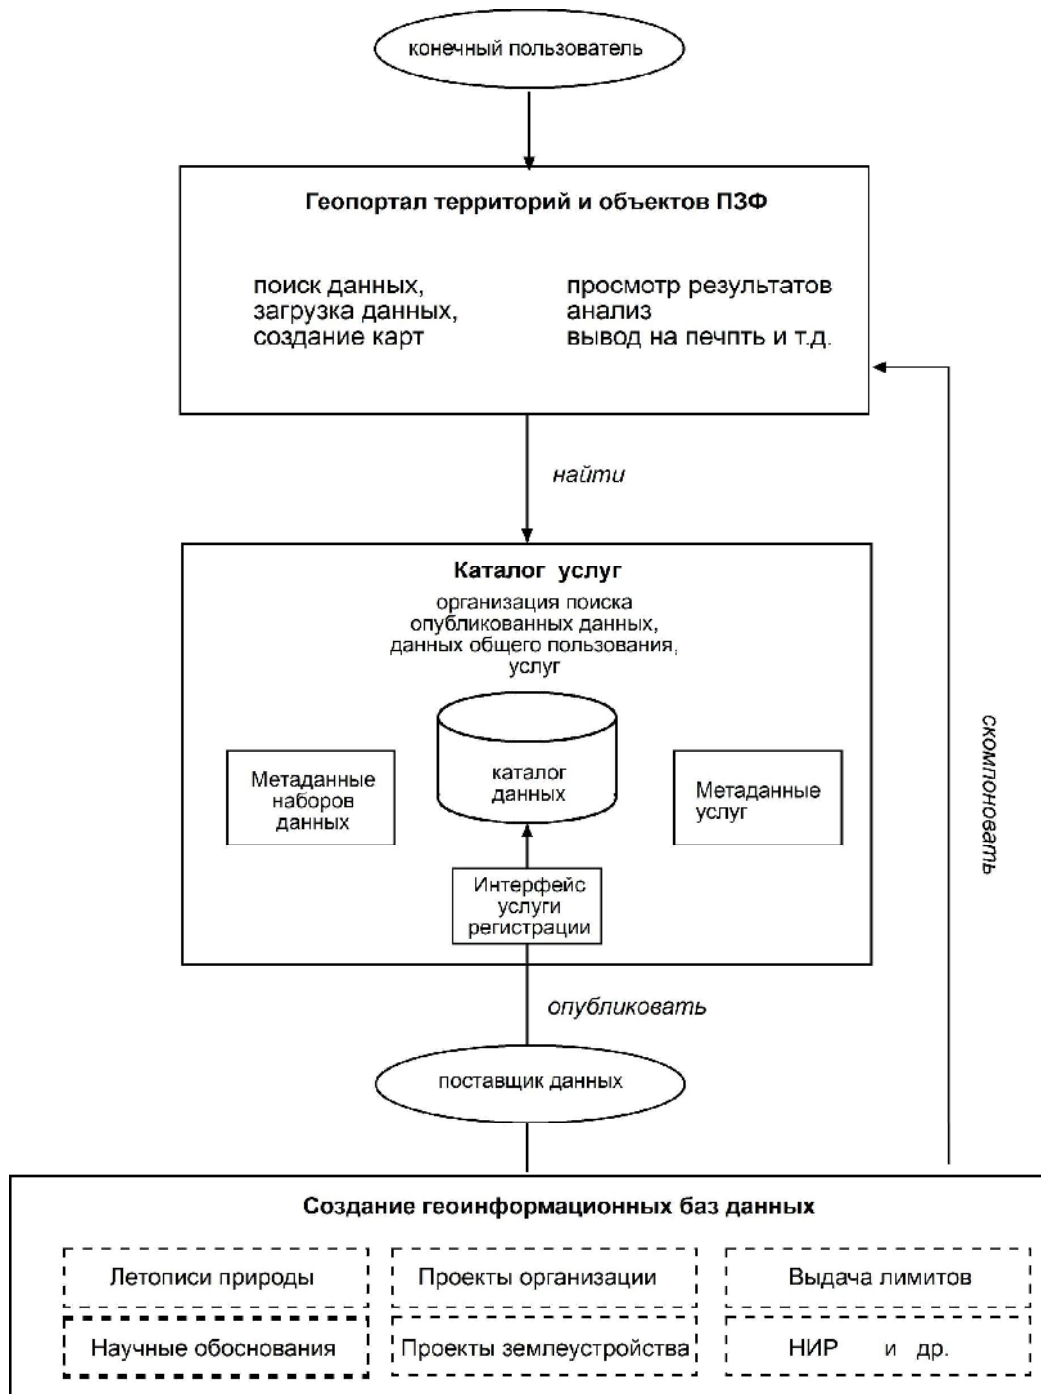 конечный пользователь
Геопортал территорий и объектов ПЗФ
поиск данных,
загрузка данных,
создание карт
просмотр результатов
анализ
вывод на печпть и т.д.
найти
Каталог услуг
организация поиска
опубликованных данных,
данных общего пользования,
услуг
Метаданные
наборов
данных
каталог
данных
Метаданные
услуг
Интерфейс
услуги
регистрации
скомпоновать
опубликовать
поставщик данных
Создание геоинформационных баз данных
Летописи природы
Проекты организации
Выдача лимитов
Научные обоснования
Проекты землеустройства
НИР и др.